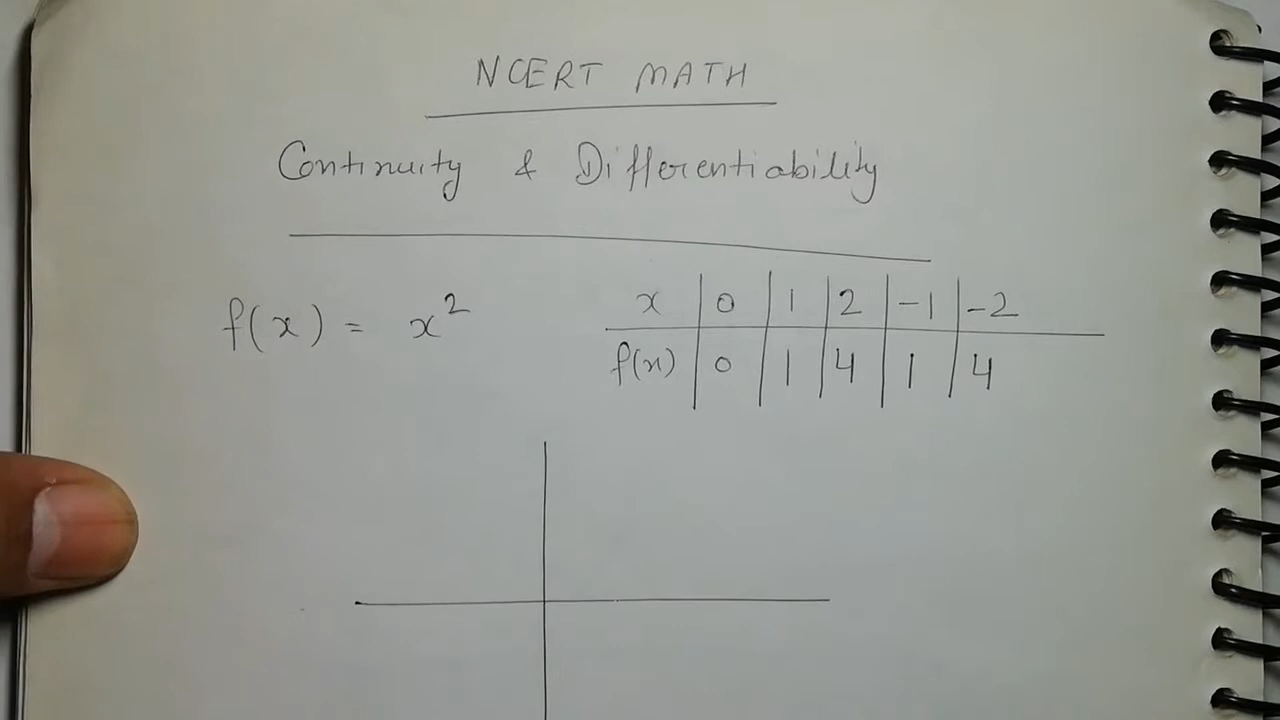 NCERT MATH
Continuity & Differentiability
f(x) = x²
x | 0 | 1 | 2 | -1 | -2
f(x) | 0 | 1 | 4 | 1 | 4